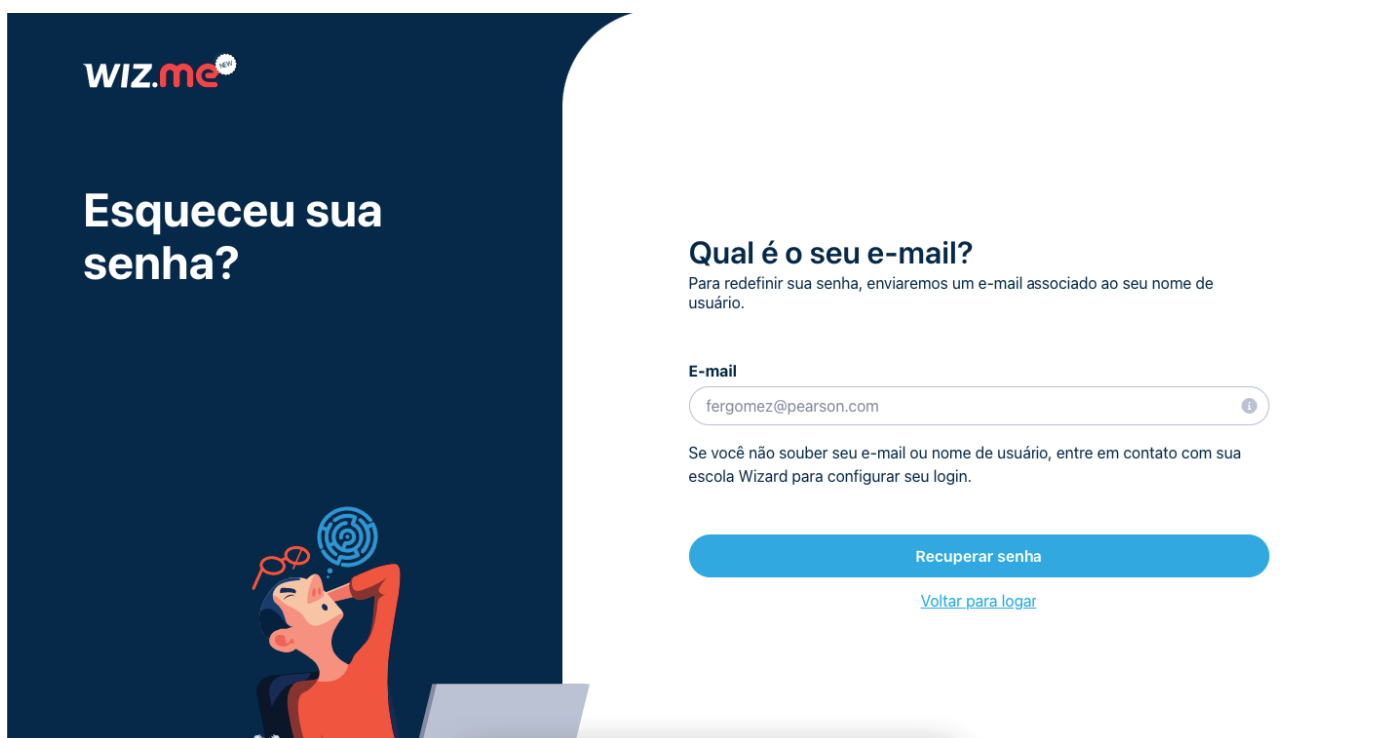 WIZ.me NEW
Esqueceu sua
senha?
Qual é o seu e-mail?
Para redefinir sua senha, enviaremos um e-mail associado ao seu nome de
usuário.
E-mail
fergomez@pearson.com
Se você não souber seu e-mail ou nome de usuário, entre em contato com sua
escola Wizard para configurar seu login.
Recuperar senha
Voltar para logar